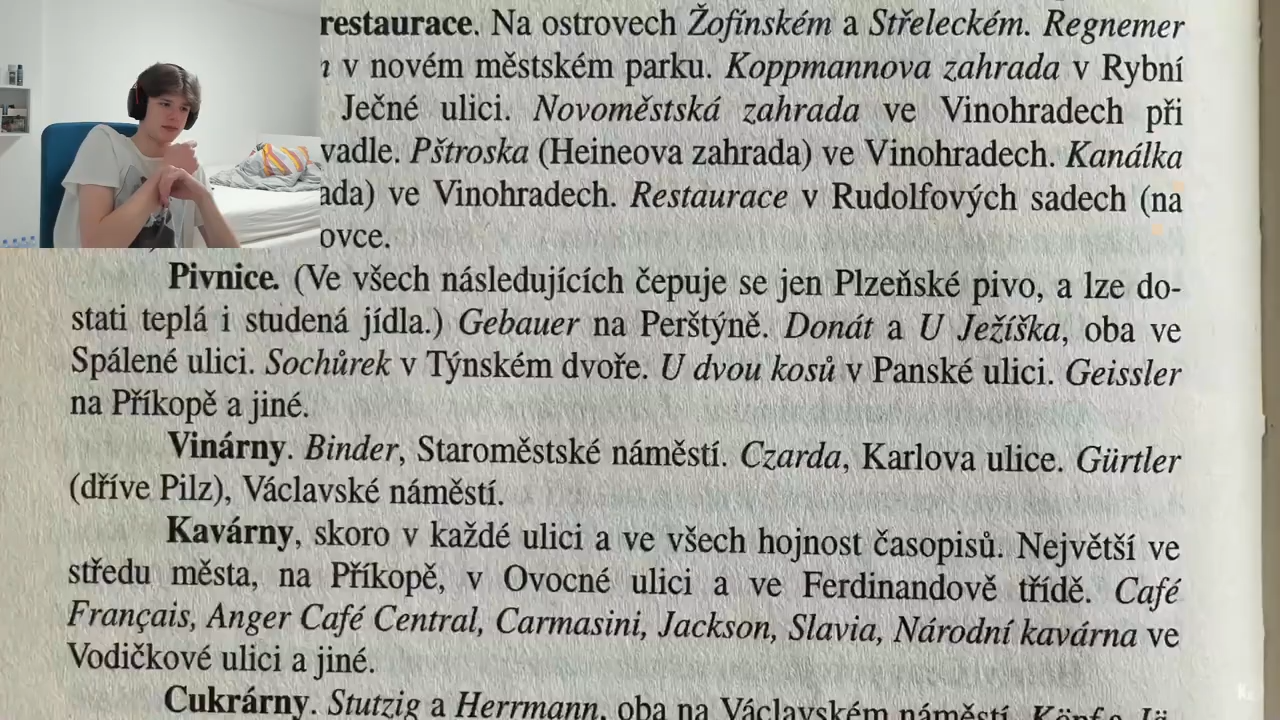 restaurace. Na ostrovech Žofínském a Střeleckém. Regnemer
v novém městském parku. Koppmannova zahrada v Rybní
Ječné ulici. Novoměstská zahrada ve Vinohradech při
vadle. Pštroska (Heineova zahrada) ve Vinohradech. Kanálka
ada) ve Vinohradech. Restaurace v Rudolfových sadech (na
ovce.
Pivnice. (Ve všech následujících čepuje se jen Plzeňské pivo, a lze do-
stati teplá i studená jídla.) Gebauer na Perštýně. Donát a U Ježíška, oba ve
Spálené ulici. Sochůrek v Týnském dvoře. U dvou kosů v Panské ulici. Geissler
na Příkopě a jiné.
Vinárny. Binder, Staroměstské náměstí. Czarda, Karlova ulice. Gürtler
(dříve Pilz), Václavské náměstí.
Kavárny, skoro v každé ulici a ve všech hojnost časopisů. Největší ve
středu města, na Příkopě, v Ovocné ulici a ve Ferdinandově třídě. Café
Français, Anger Café Central, Carmasini, Jackson, Slavia, Národní kavárna ve
Vodičkové ulici a jiné.
Cukrárny. Stutzig a Herrmann, oba na Václavském náměstí.